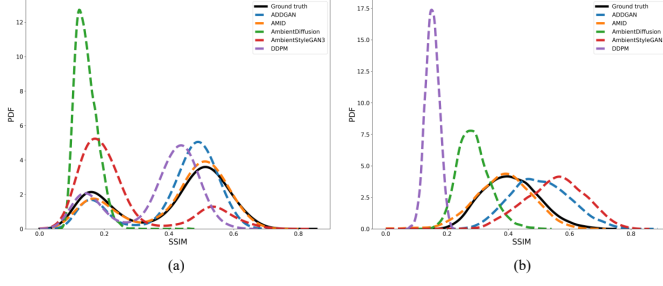 Ground truth
ADDGAN
AMID
AmbientDiffusion
AmbientStyleGAN3
DDPM
12
10
8
6
4
2
0
PDF
0.0 0.2 0.4 0.6 0.8
SSIM
(a)
Ground truth
ADDGAN
AMID
AmbientDiffusion
AmbientStyleGAN
DDPM
17.5
15.0
12.5
10.0
7.5
5.0
2.5
0.0
PDF
0.0 0.2 0.4 0.6 0.8
SSIM
(b)